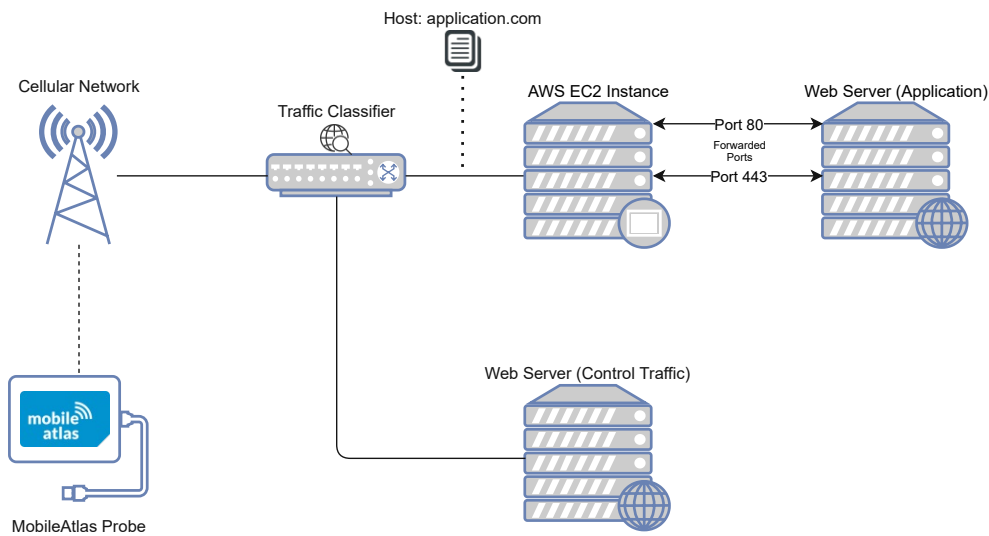 Host: application.com
Cellular Network
Traffic Classifier
AWS EC2 Instance
Web Server (Application)
Port 80
Forwarded
Ports
Port 443
Web Server (Control Traffic)
mobile
atlas
MobileAtlas Probe